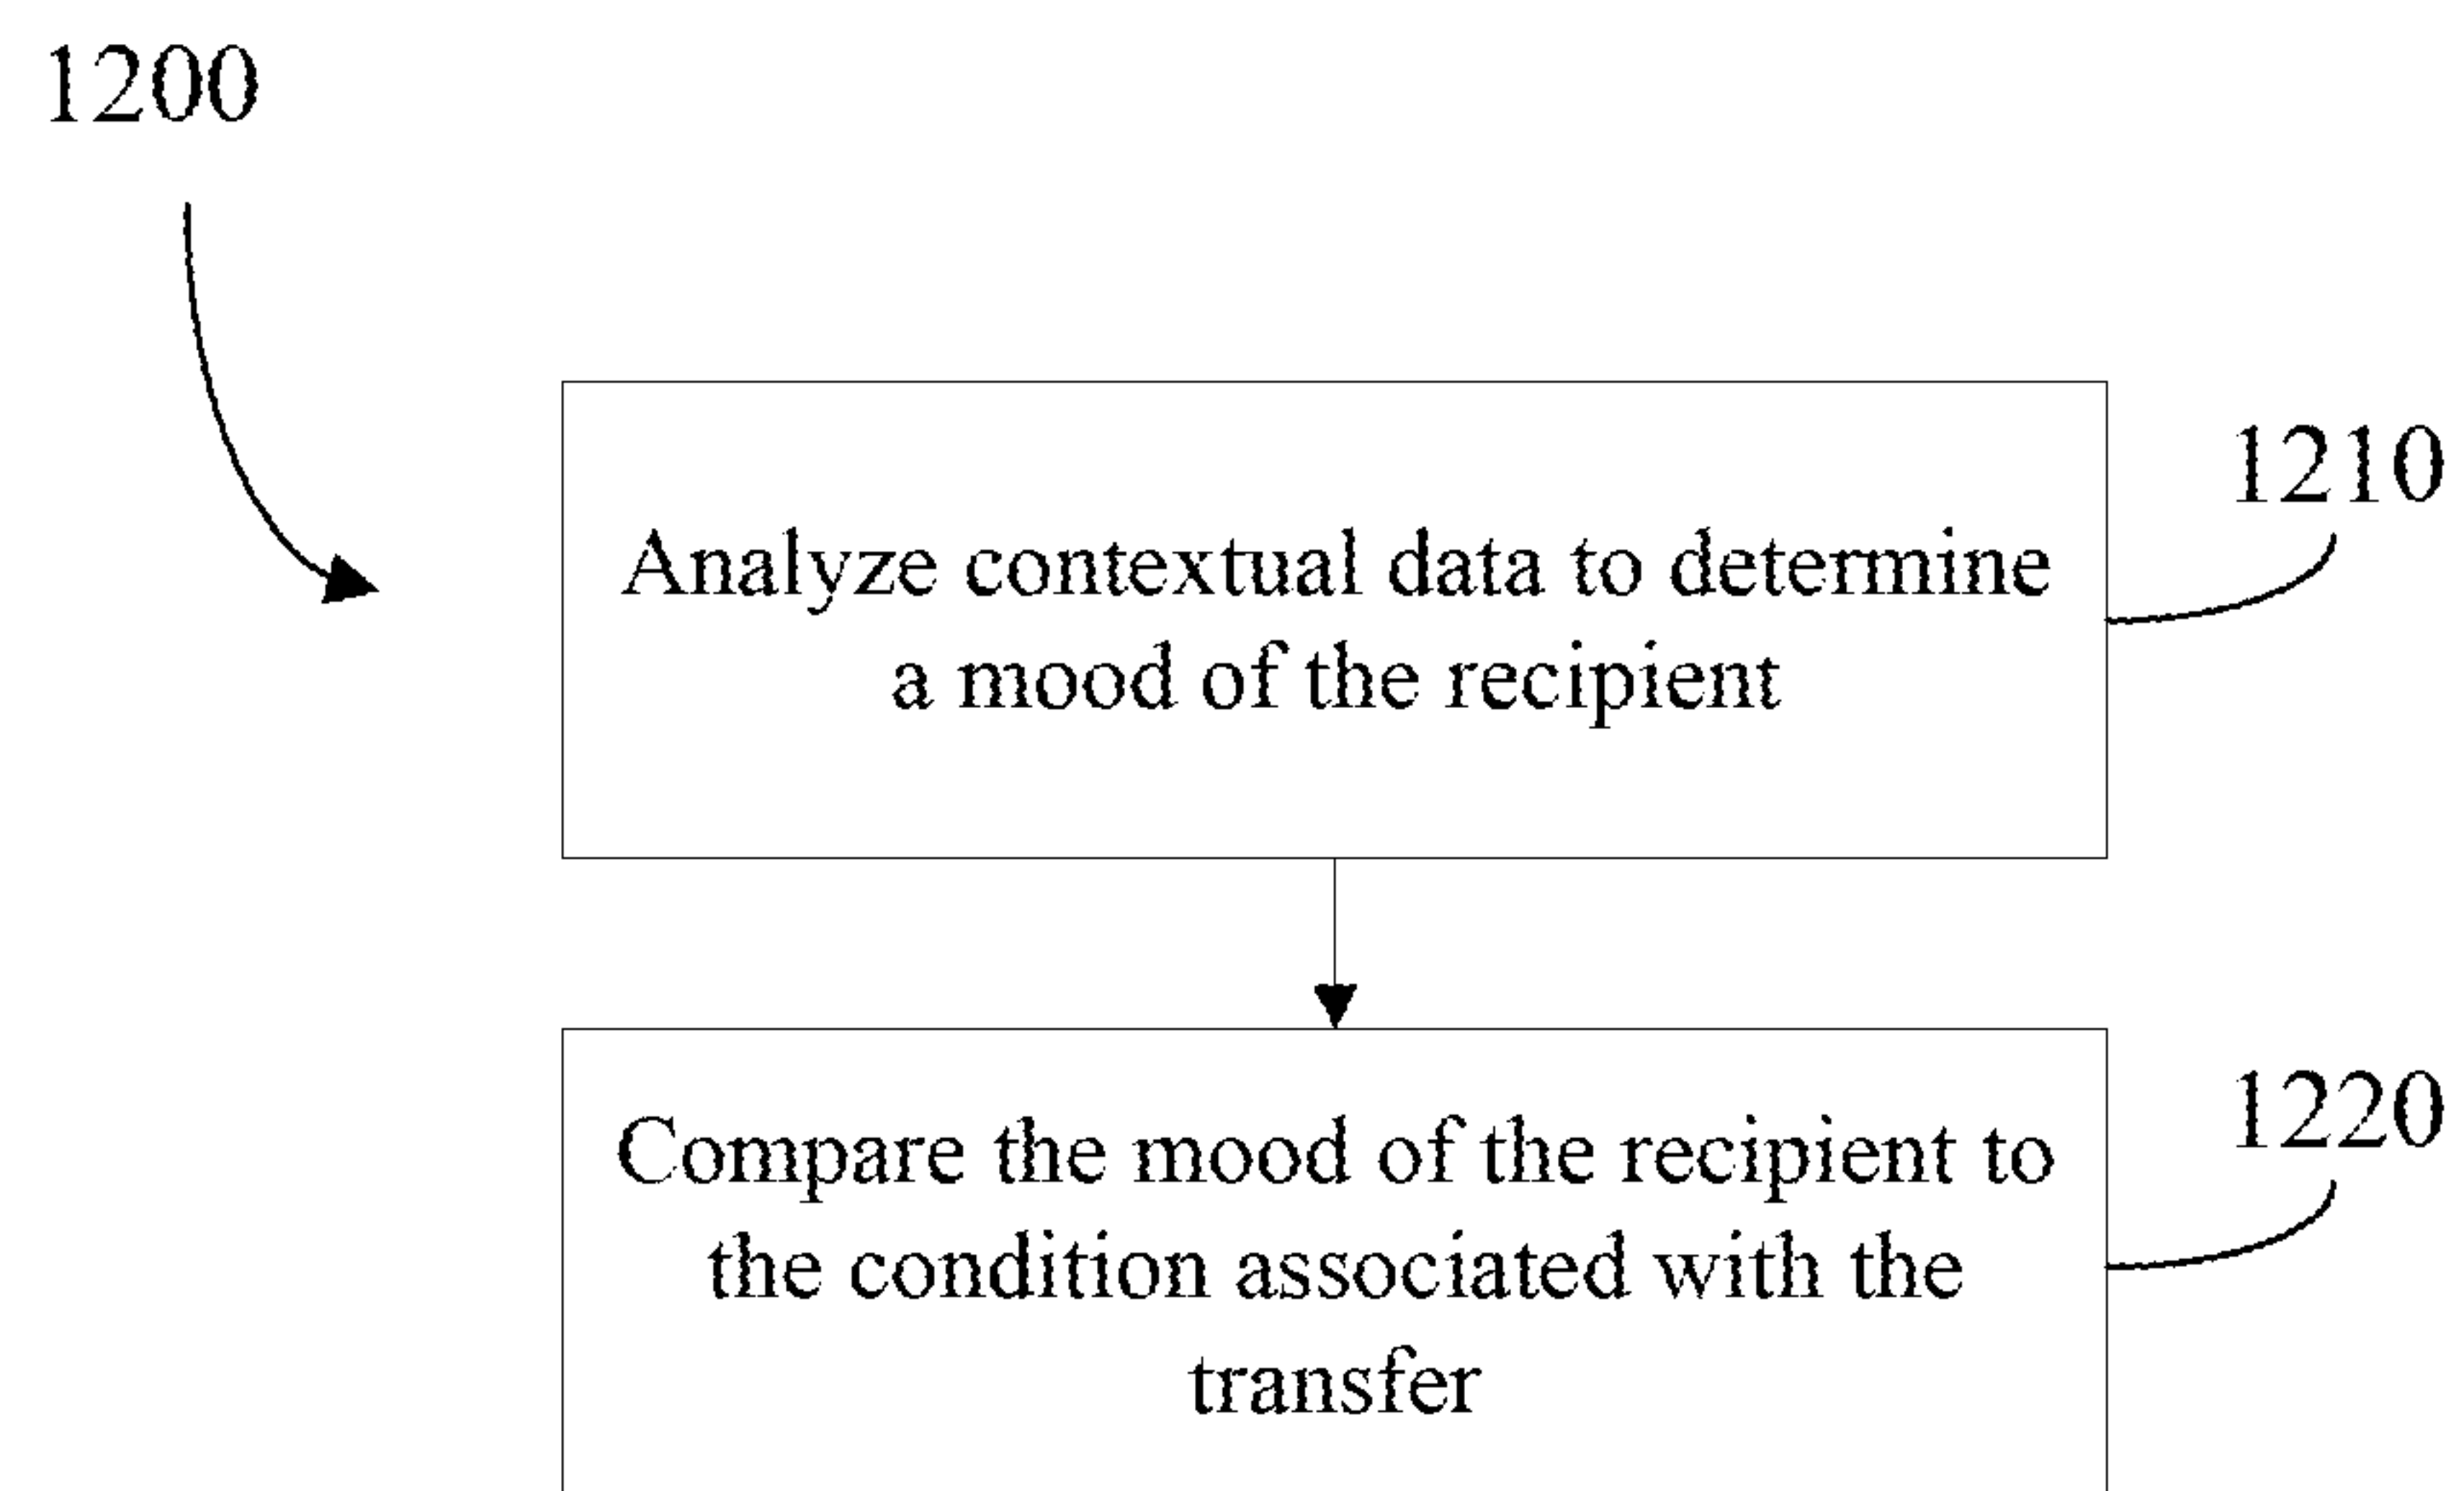 1200
1210
Analyze contextual data to determine
a mood of the recipient
1220
Compare the mood of the recipient to
the condition associated with the
transfer